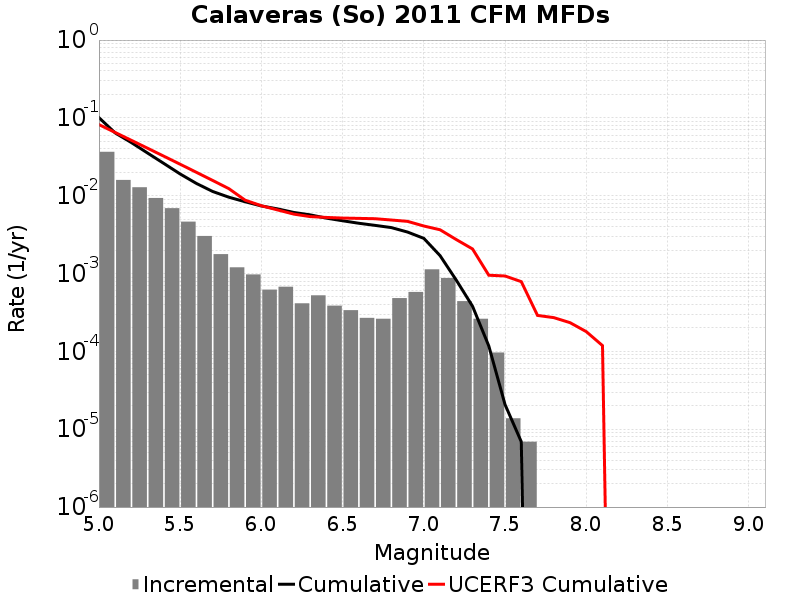 Calaveras (So) 2011 CFM MFDs
10^0
10^-1
10^-2
10^-3
10^-4
10^-5
10^-6
Rate (1/yr)
5.0 5.5 6.0 6.5 7.0 7.5 8.0 8.5 9.0
Magnitude
Incremental Cumulative UCERF3 Cumulative